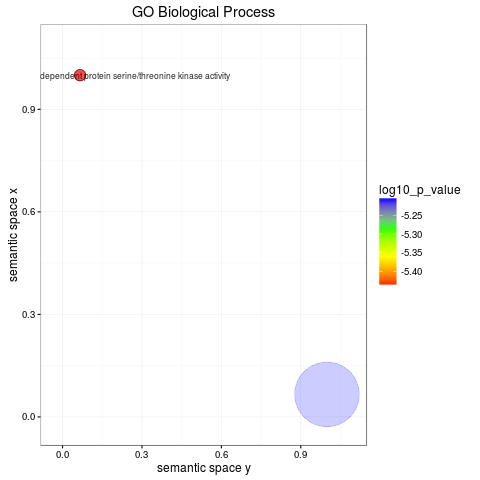 GO Biological Process
dependent protein serine/threonine kinase activity
0.9
0.6
0.3
0.0
0.0
0.3
0.6
0.9
semantic space y
semantic space x
log10_p_value
-5.25
-5.30
-5.35
-5.40